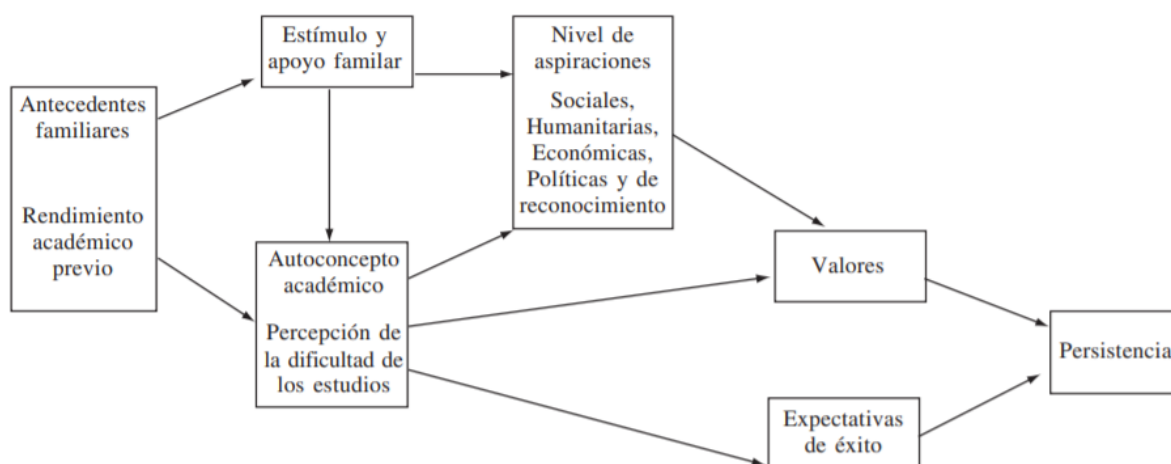 Antecedentes
familiares
Rendimiento
académico
previo
Estímulo y
apoyo familar
Autoconcepto
académico
Percepción de
la dificultad de
los estudios
Nivel de
aspiraciones
Sociales,
Humanitarias,
Económicas,
Políticas y de
reconocimiento
Valores
Expectativas
de éxito
Persistencia